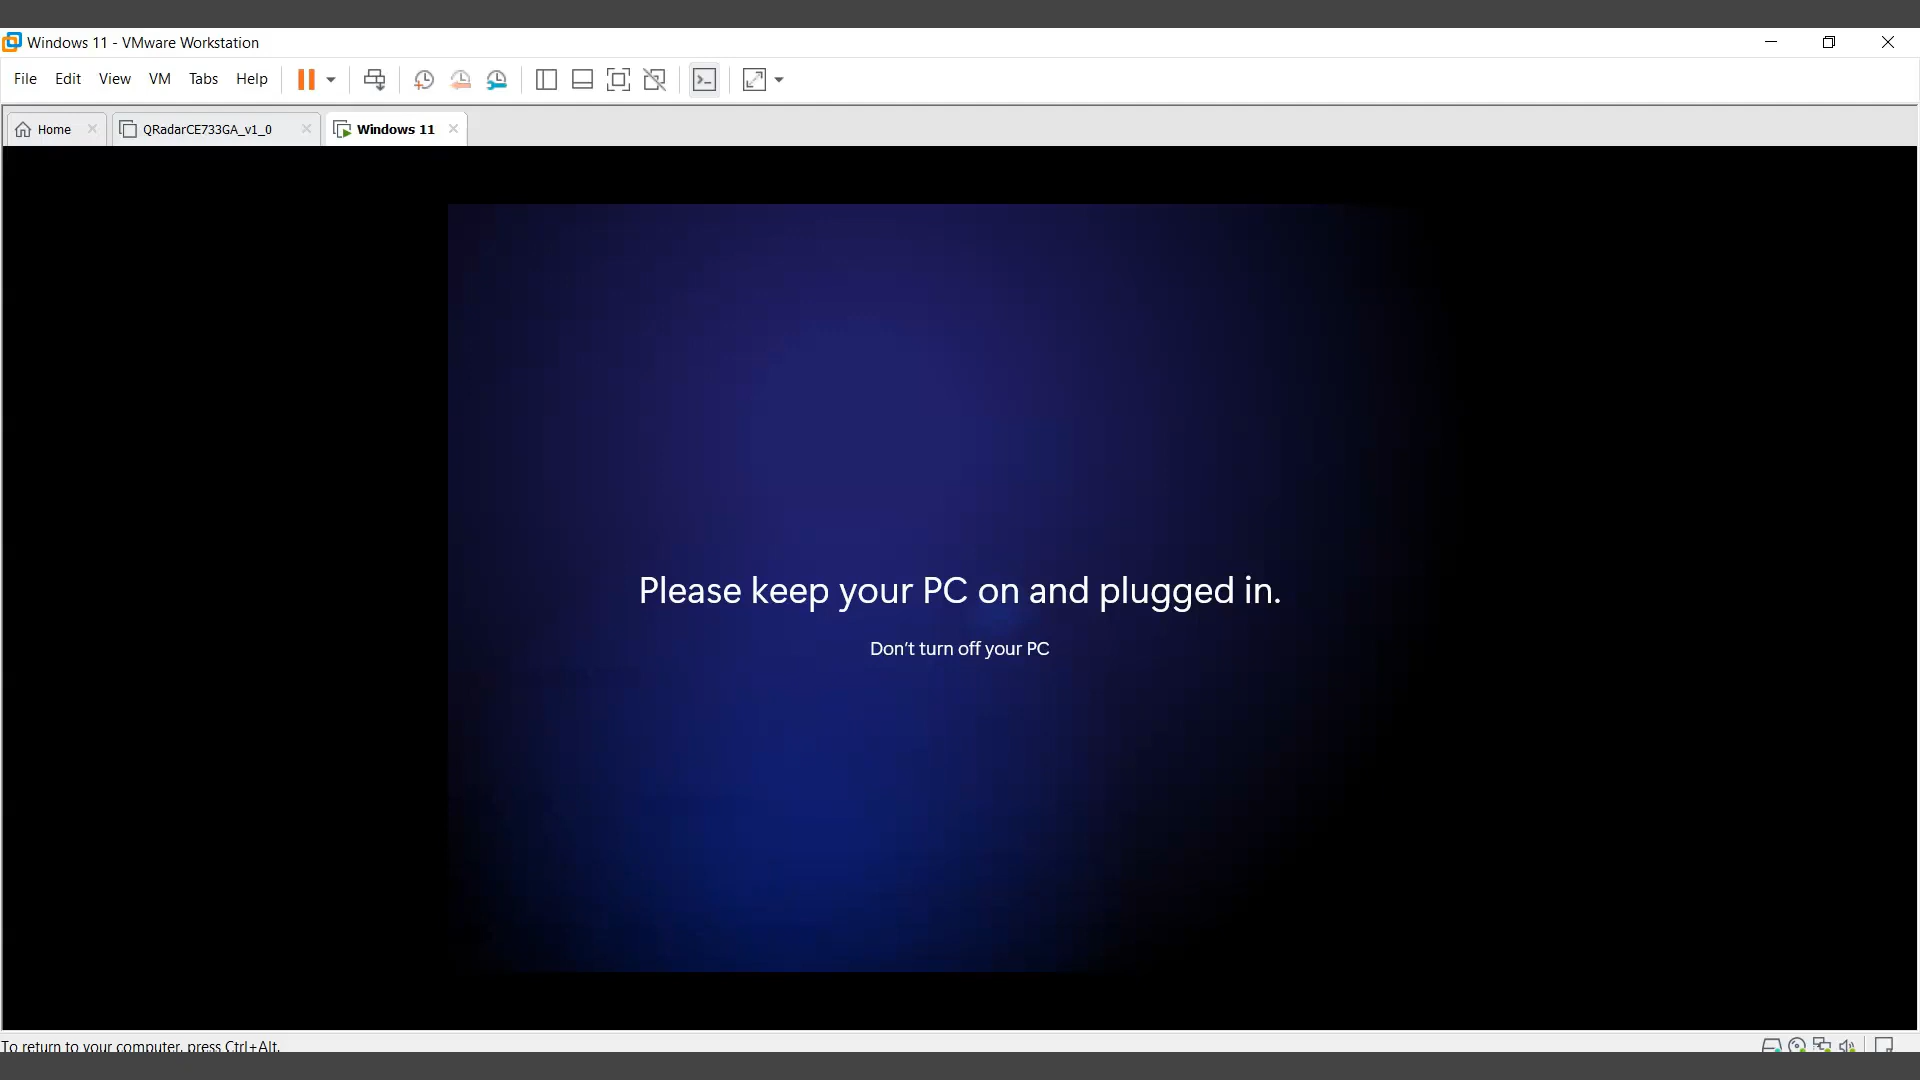 Windows 11 - VMware Workstation
File Edit View VM Tabs Help
Home QRadarCE733GA_v1_0 Windows 11
Please keep your PC on and plugged in.
Don't turn off your PC
To return to your computer, press Ctrl+Alt.